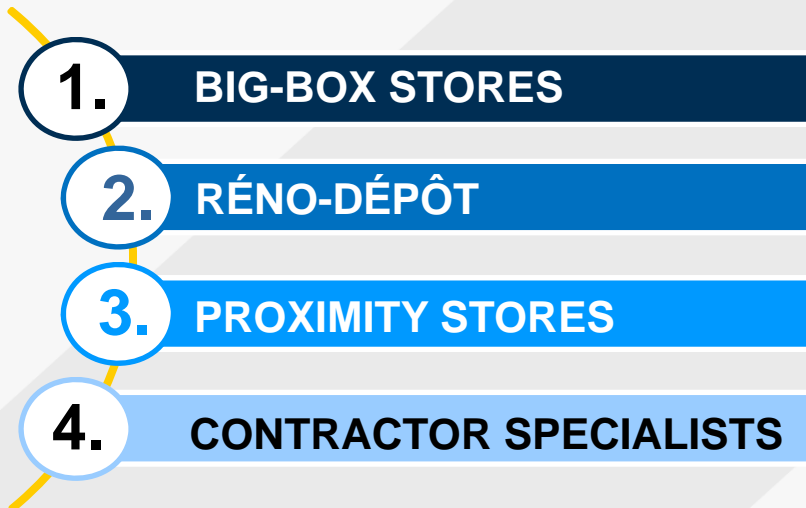 1. BIG-BOX STORES
2. RÉNO-DÉPÔT
3. PROXIMITY STORES
4. CONTRACTOR SPECIALISTS